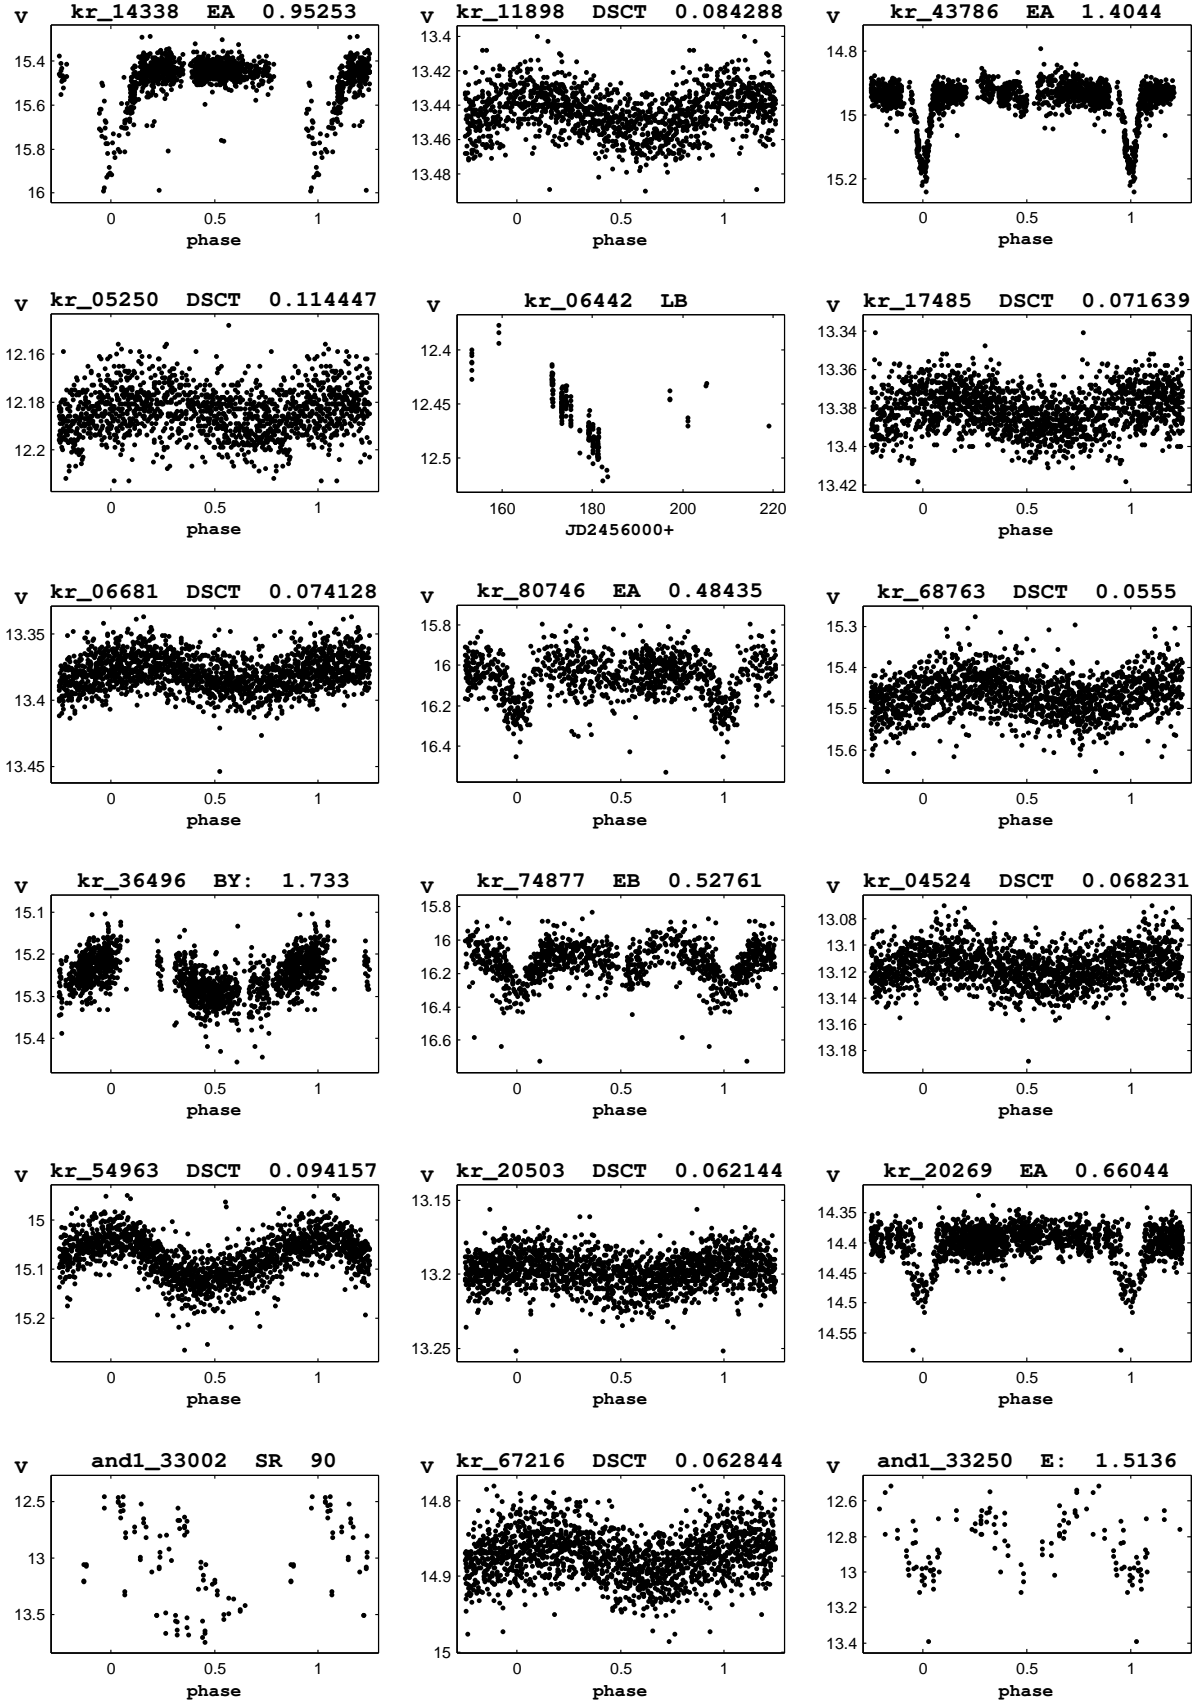 kr_14338 EA 0.95253
V
15.4
15.6
15.8
16
0 0.5 1
phase
kr_11898 DSCT 0.084288
V
13.4
13.42
13.44
13.46
13.48
0 0.5 1
phase
kr_43786 EA 1.4044
V
14.8
15
15.2
0 0.5 1
phase
kr_05250 DSCT 0.114447
V
12.16
12.18
12.2
0 0.5 1
phase
kr_06442 LB
V
12.4
12.45
12.5
160 180 200 220
JD2456000+
kr_17485 DSCT 0.071639
V
13.34
13.36
13.38
13.4
13.42
0 0.5 1
phase
kr_06681 DSCT 0.074128
V
13.35
13.4
13.45
0 0.5 1
phase
kr_80746 EA 0.48435
V
15.8
16
16.2
16.4
0 0.5 1
phase
kr_68763 DSCT 0.0555
V
15.3
15.4
15.5
15.6
0 0.5 1
phase
kr_36496 BY: 1.733
V
15.1
15.2
15.3
15.4
0 0.5 1
phase
kr_74877 EB 0.52761
V
15.8
16
16.2
16.4
16.6
0 0.5 1
phase
kr_04524 DSCT 0.068231
V
13.08
13.1
13.12
13.14
13.16
13.18
0 0.5 1
phase
kr_54963 DSCT 0.094157
V
15
15.1
15.2
0 0.5 1
phase
kr_20503 DSCT 0.062144
V
13.15
13.2
13.25
0 0.5 1
phase
kr_20269 EA 0.66044
V
14.35
14.4
14.45
14.5
14.55
0 0.5 1
phase
and1_33002 SR 90
V
12.5
13
13.5
0 0.5 1
phase
kr_67216 DSCT 0.062844
V
14.8
14.9
15
0 0.5 1
phase
and1_33250 E: 1.5136
V
12.6
12.8
13
13.2
13.4
0 0.5 1
phase